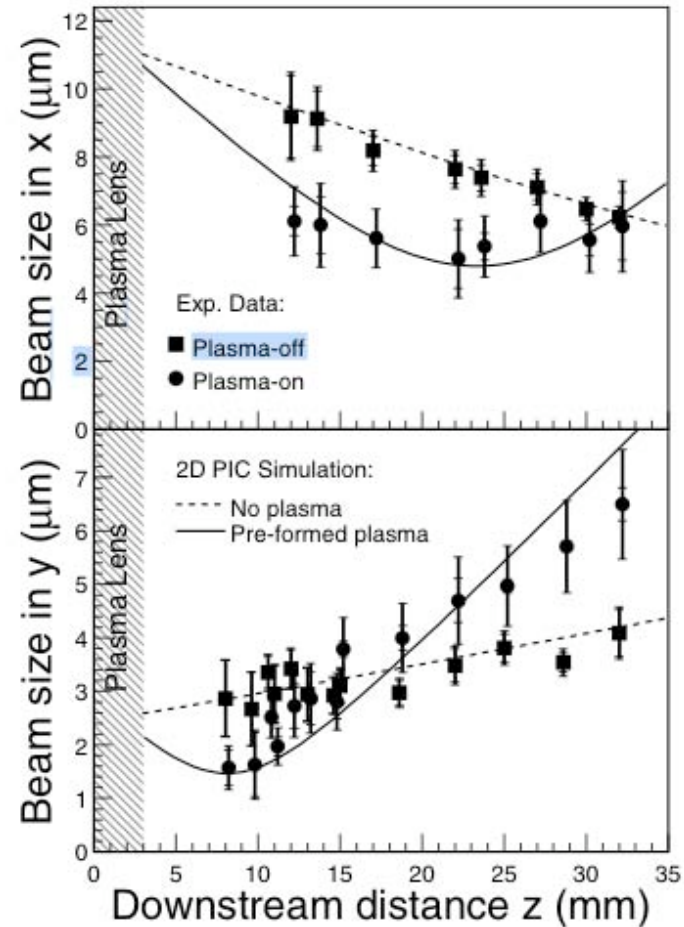 Beam size in x (μm)
12
10
8
6
4
2
0
Plasma Lens
Exp. Data:
Plasma-off
Plasma-on
Beam size in y (μm)
7
6
5
4
3
2
1
0
Plasma Lens
2D PIC Simulation:
No plasma
Pre-formed plasma
0 5 10 15 20 25 30 35
Downstream distance z (mm)